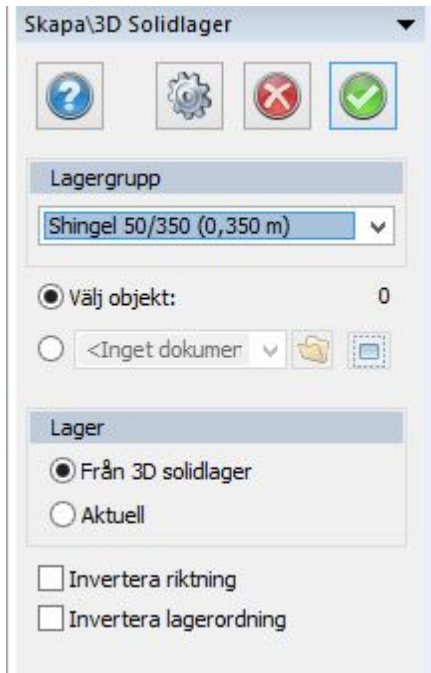 Skapa\3D Solidlager
Lagergrupp
Shingel 50/350 (0,350 m)
Välj objekt: 0
<Inget dokumer
Lager
Från 3D solidlager
Aktuell
Invertera riktning
Invertera lagerordning